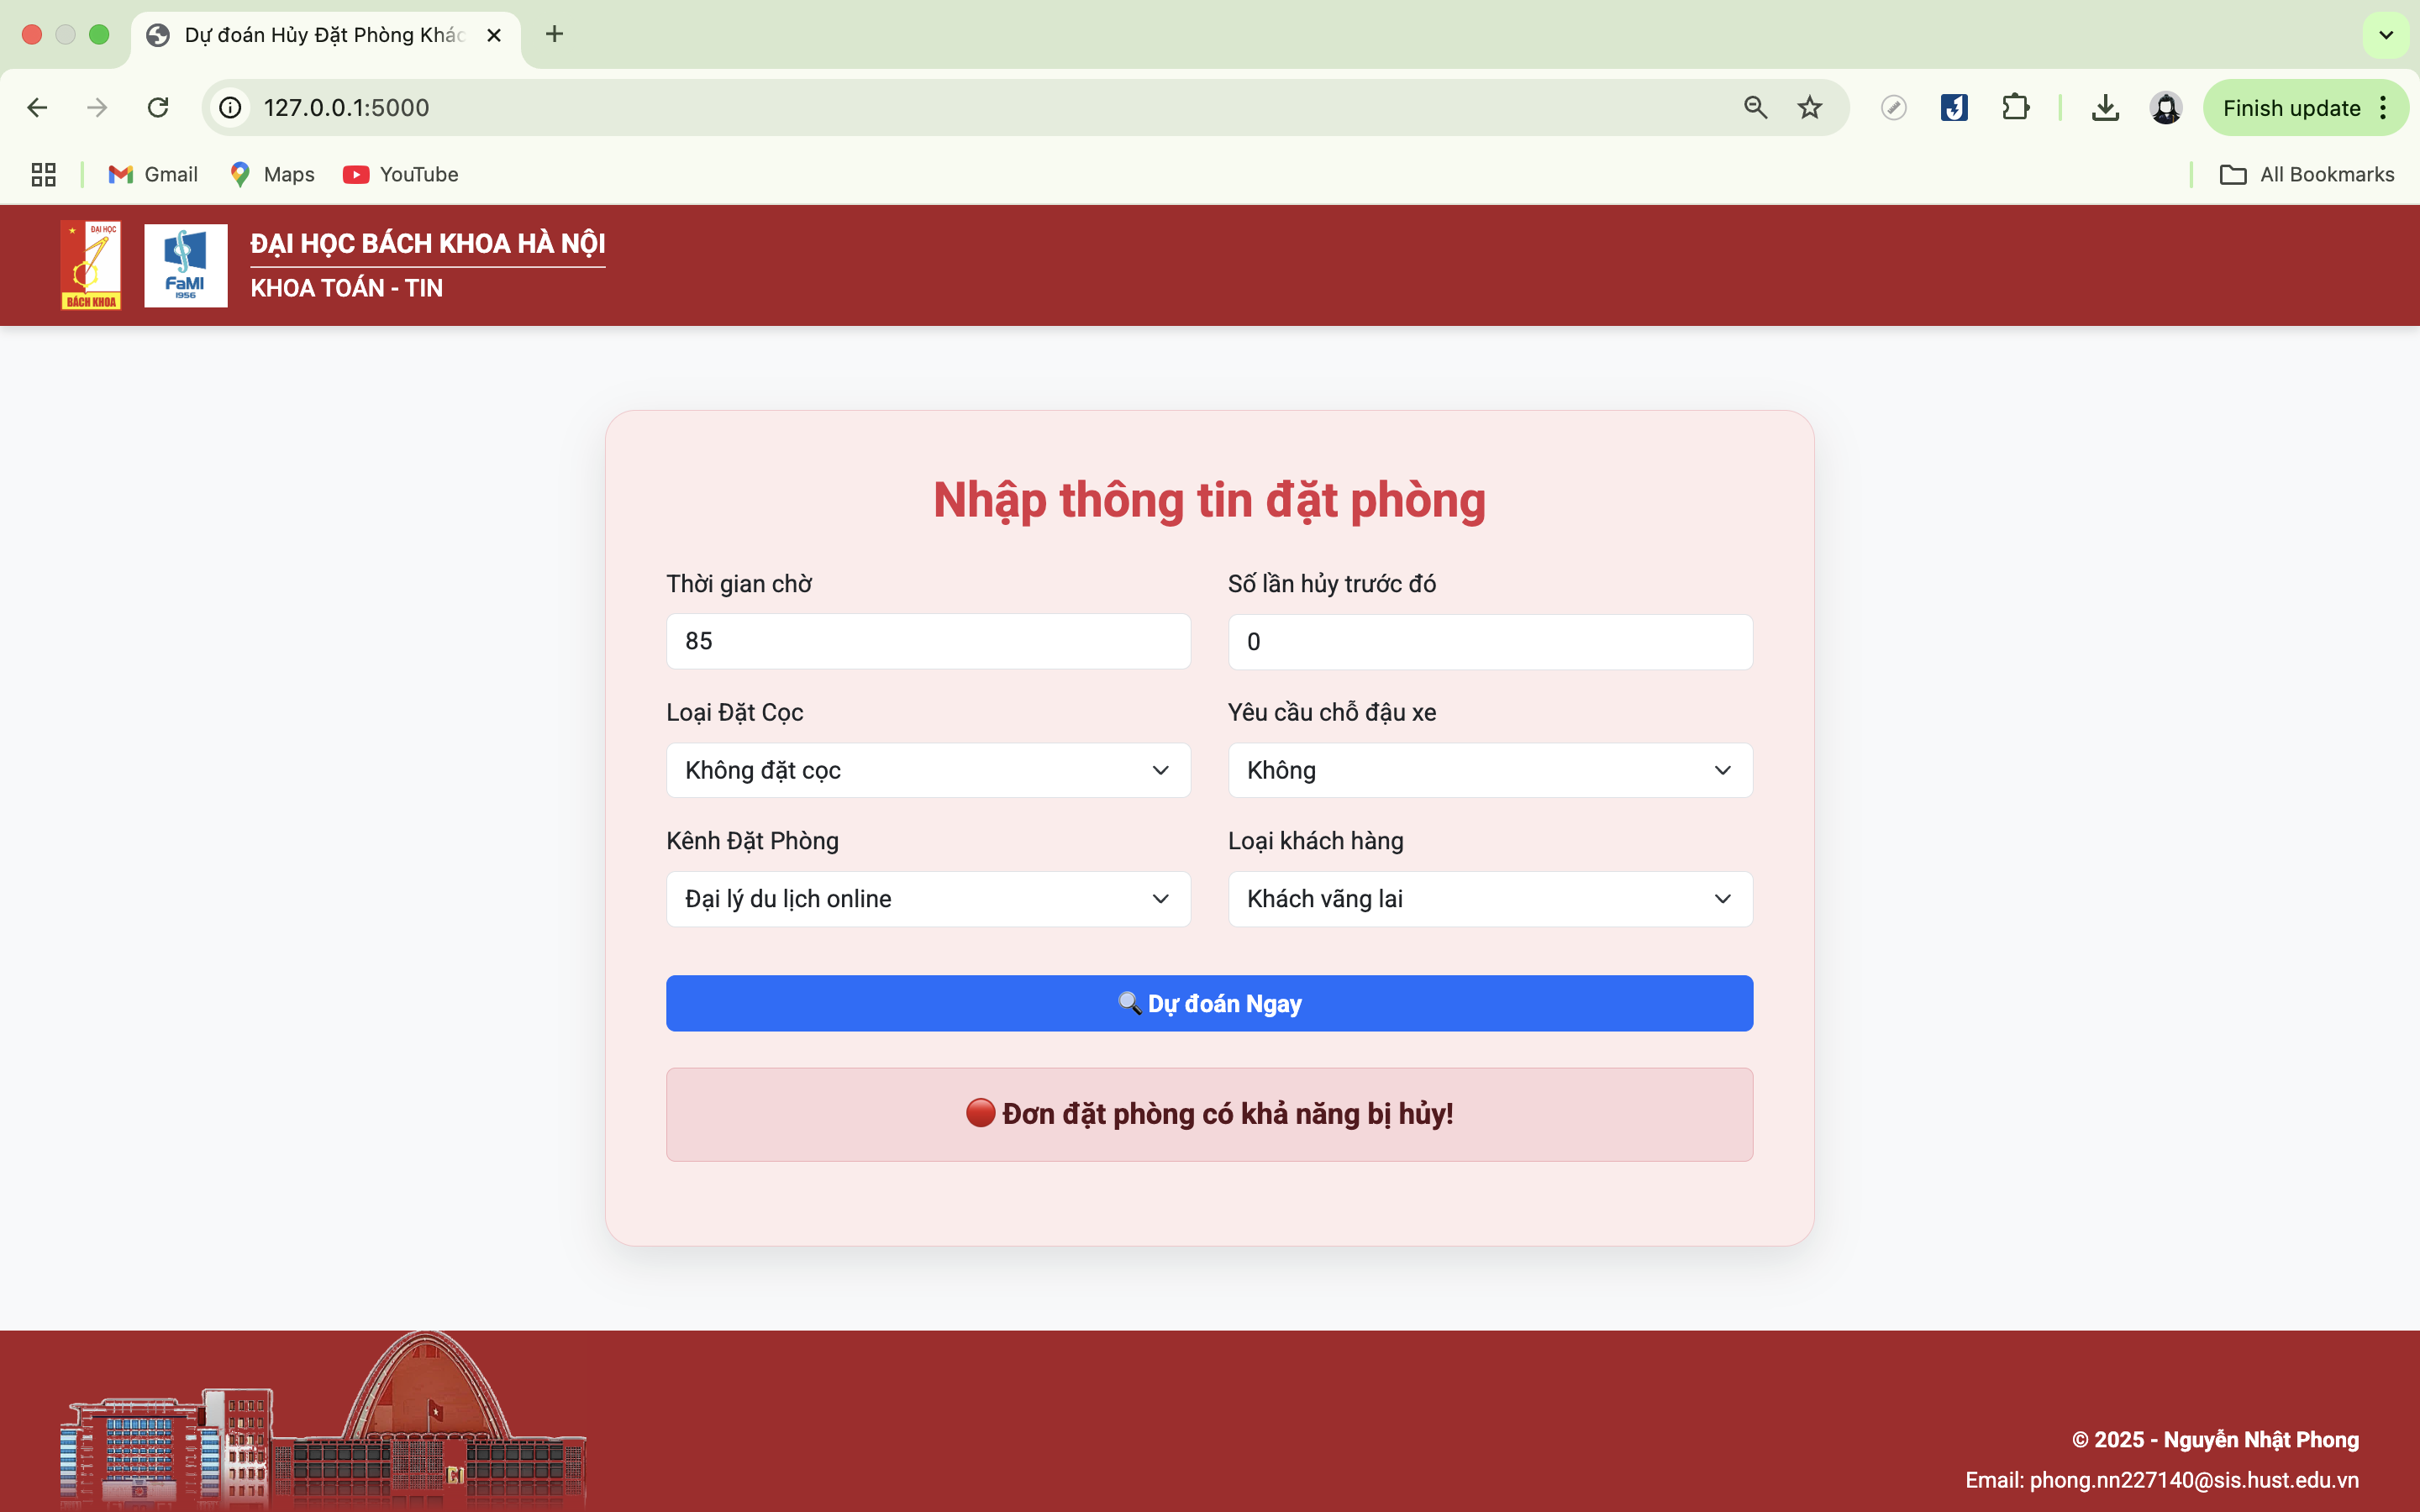 Dự đoán Hủy Đặt Phòng Khác
127.0.0.1:5000
Finish update
Gmail
Maps
YouTube
All Bookmarks
ĐẠI HỌC
BÁCH KHOA
FaMI
1956
ĐẠI HỌC BÁCH KHOA HÀ NỘI
KHOA TOÁN - TIN
Nhập thông tin đặt phòng
Thời gian chờ
Số lần hủy trước đó
85
0
Loại Đặt Cọc
Yêu cầu chỗ đậu xe
Không đặt cọc
Không
Kênh Đặt Phòng
Loại khách hàng
Đại lý du lịch online
Khách vãng lai
🔍 Dự đoán Ngay
🔴 Đơn đặt phòng có khả năng bị hủy!
© 2025 - Nguyễn Nhật Phong
Email: phong.nn227140@sis.hust.edu.vn